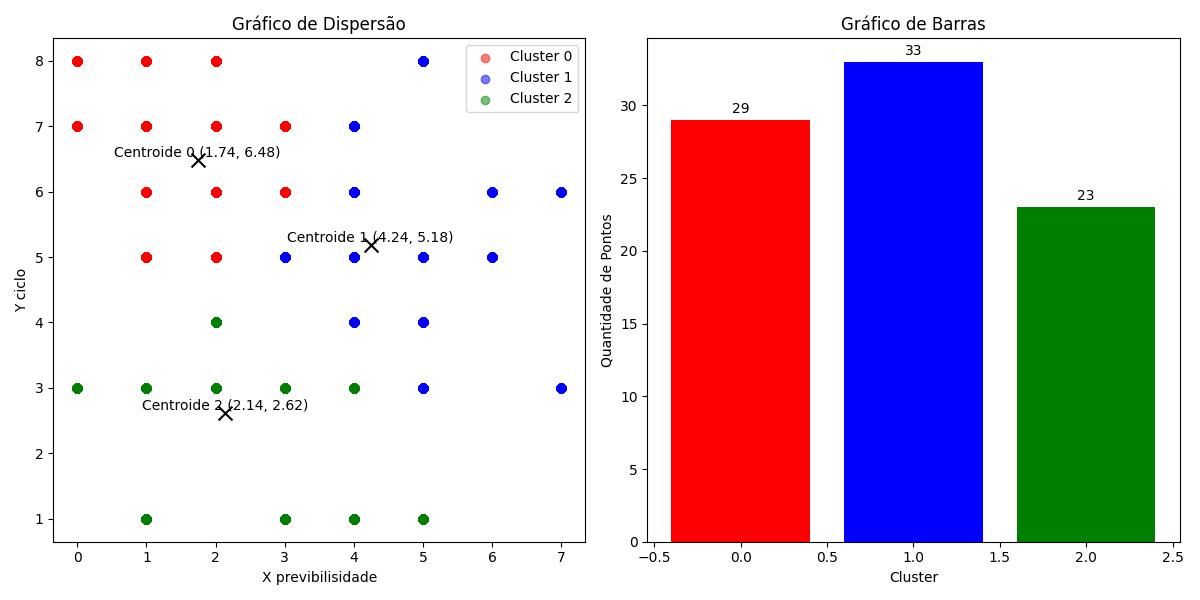 Gráfico de Dispersão
Cluster 0
Cluster 1
Cluster 2
Centroide 0 (1.74, 6.48)
Centroide 1 (4.24, 5.18)
Centroide 2 (2.14, 2.62)
8
7
6
5
4
3
2
1
Y ciclo
0 1 2 3 4 5 6 7
X previbilisidade
Gráfico de Barras
33
29
23
30
25
20
15
10
5
0
Quantidade de Pontos
−0.5 0.0 0.5 1.0 1.5 2.0 2.5
Cluster